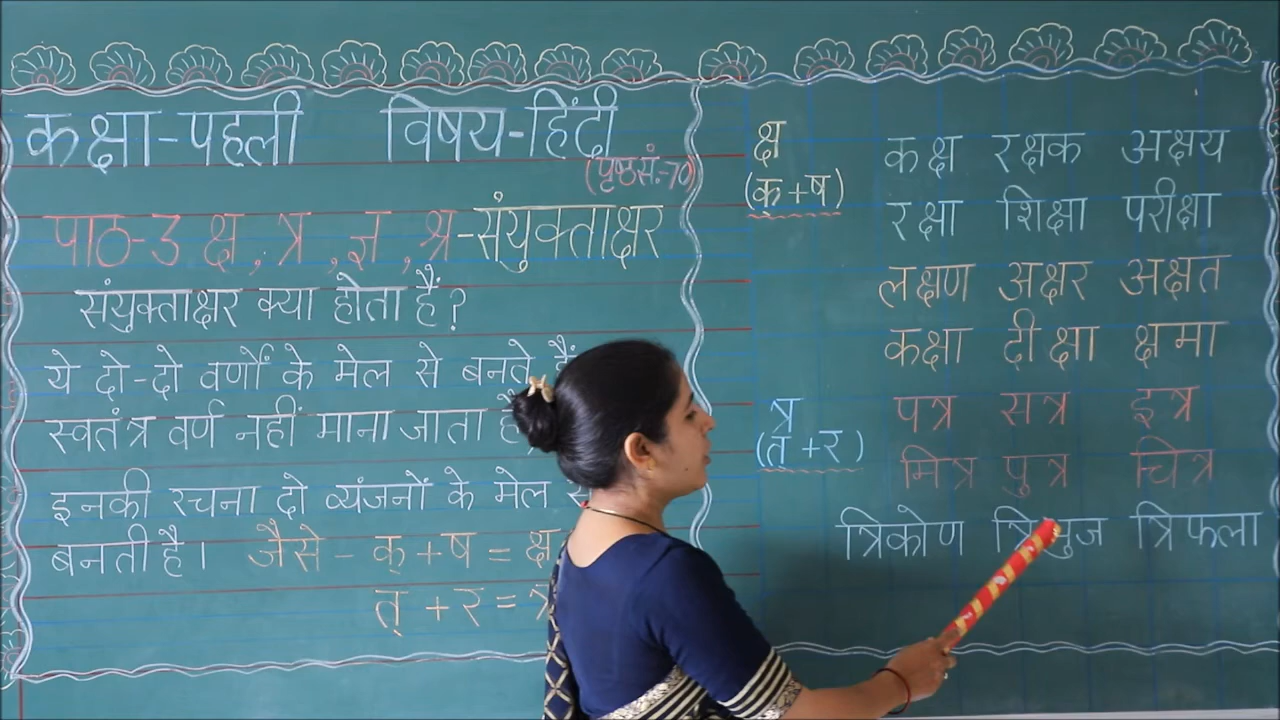 कक्षा-पहली विषय-हिंदी
(पृष्ठ सं.-70)
पाठ-3 क्ष, त्र, ज्ञ, श्र-संयुक्ताक्षर
संयुक्ताक्षर क्या होता हैं?
ये दो-दो वर्णों के मेल से बनते हैं
स्वतंत्र वर्ण नहीं माना जाता
इनकी रचना दो व्यंजनों के मेल
बनती है। जैसे - क् + ष = क्ष
त् + र = त्र
क्ष
(क् + ष)
कक्ष रक्षक अक्षय
रक्षा शिक्षा परीक्षा
लक्षण अक्षर अक्षत
कक्षा दीक्षा क्षमा
त्र
(त + र)
पत्र सत्र इत्र
मित्र पुत्र चित्र
त्रिकोण त्रिभुज त्रिफला